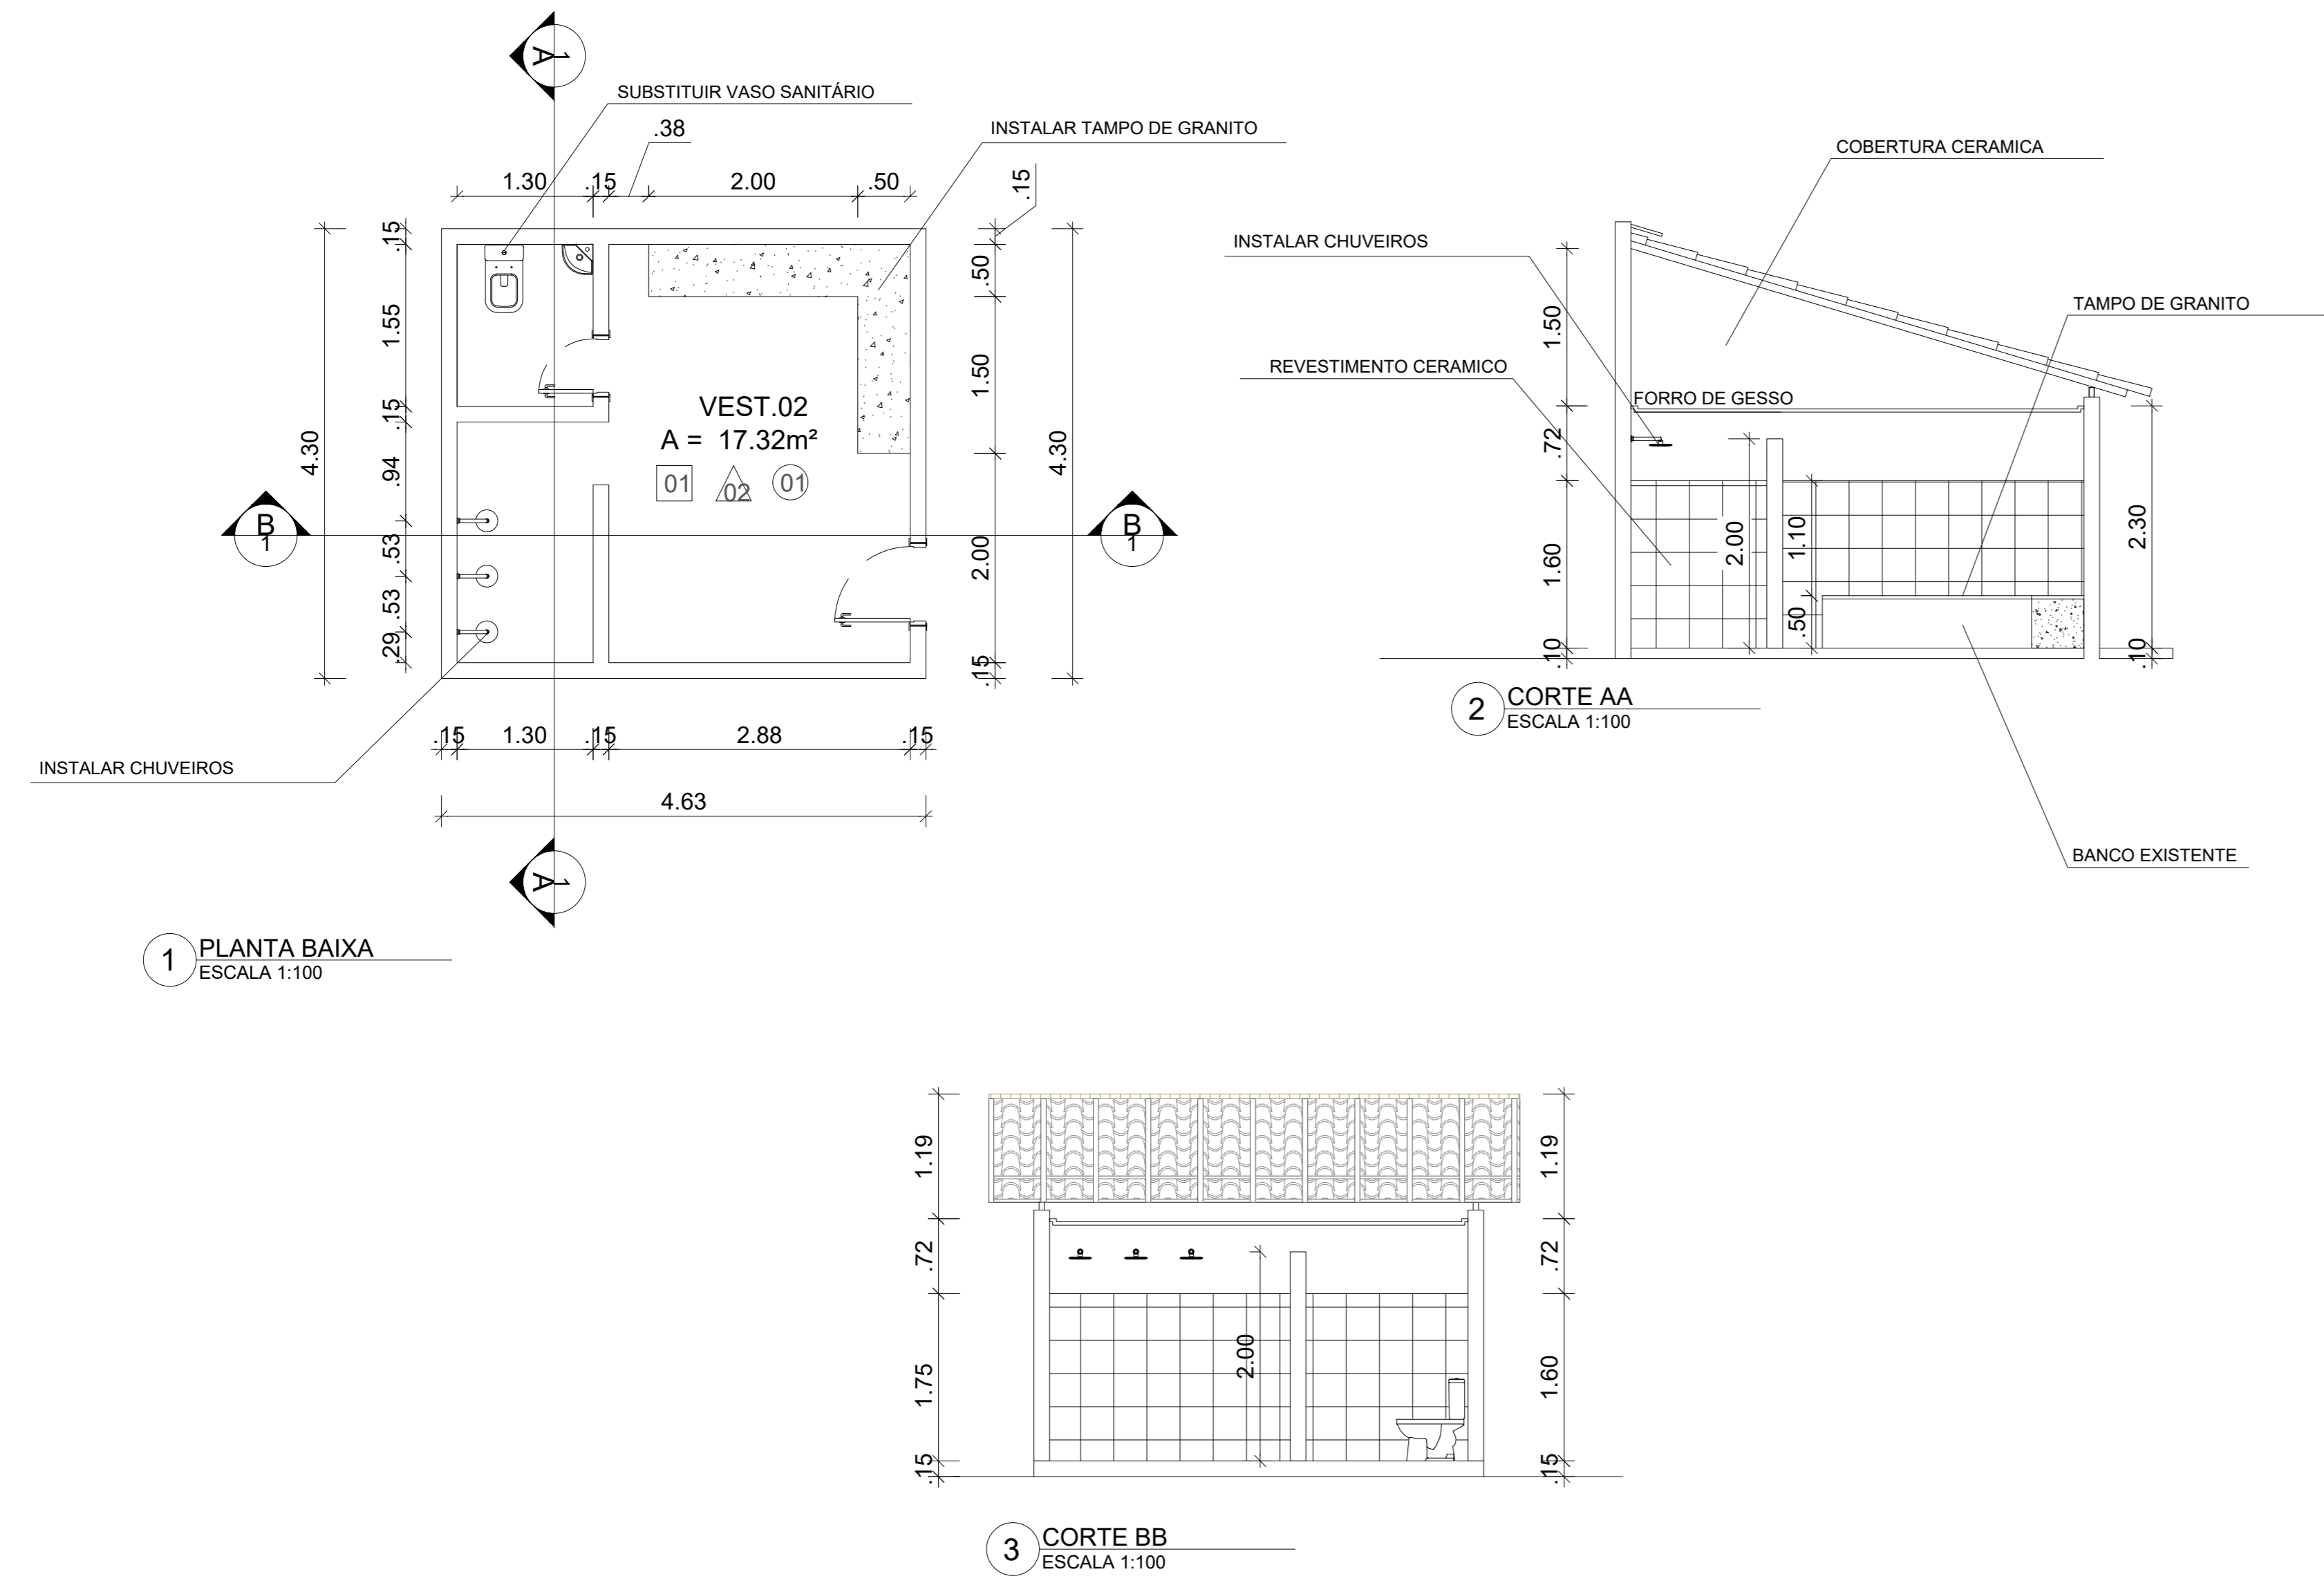 A
1
SUBSTITUIR VASO SANITÁRIO
.38
INSTALAR TAMPO DE GRANITO
1.30
.15
2.00
.50
.15
.15
1.55
.15
.94
.53
.53
.29
4.30
.50
1.50
2.00
.15
4.30
VEST.02
A = 17.32m²
01
02
01
B
1
B
1
.15
1.30
.15
2.88
.15
4.63
INSTALAR CHUVEIROS
A
1
1
PLANTA BAIXA
ESCALA 1:100
COBERTURA CERAMICA
INSTALAR CHUVEIROS
TAMPO DE GRANITO
REVESTIMENTO CERAMICO
FORRO DE GESSO
1.50
.72
1.60
.10
2.00
1.10
.50
2.30
.10
2
CORTE AA
ESCALA 1:100
BANCO EXISTENTE
1.19
.72
1.75
.15
2.00
1.19
.72
1.60
.15
3
CORTE BB
ESCALA 1:100